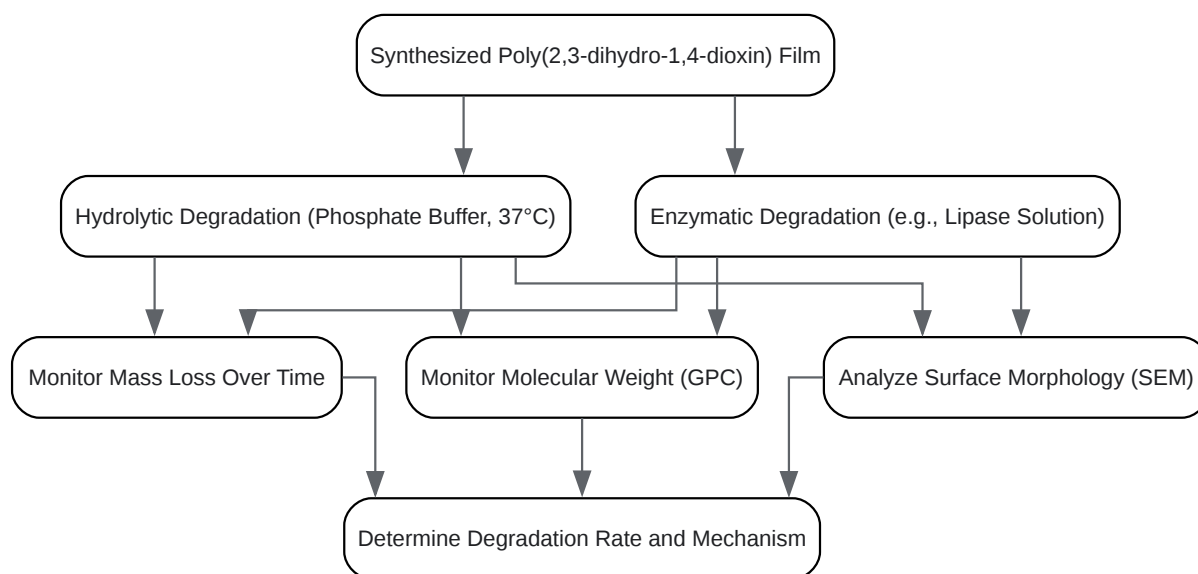 Synthesized Poly(2,3-dihydro-1,4-dioxin) Film
Hydrolytic Degradation (Phosphate Buffer, 37°C)
Enzymatic Degradation (e.g., Lipase Solution)
Monitor Mass Loss Over Time
Monitor Molecular Weight (GPC)
Analyze Surface Morphology (SEM)
Determine Degradation Rate and Mechanism